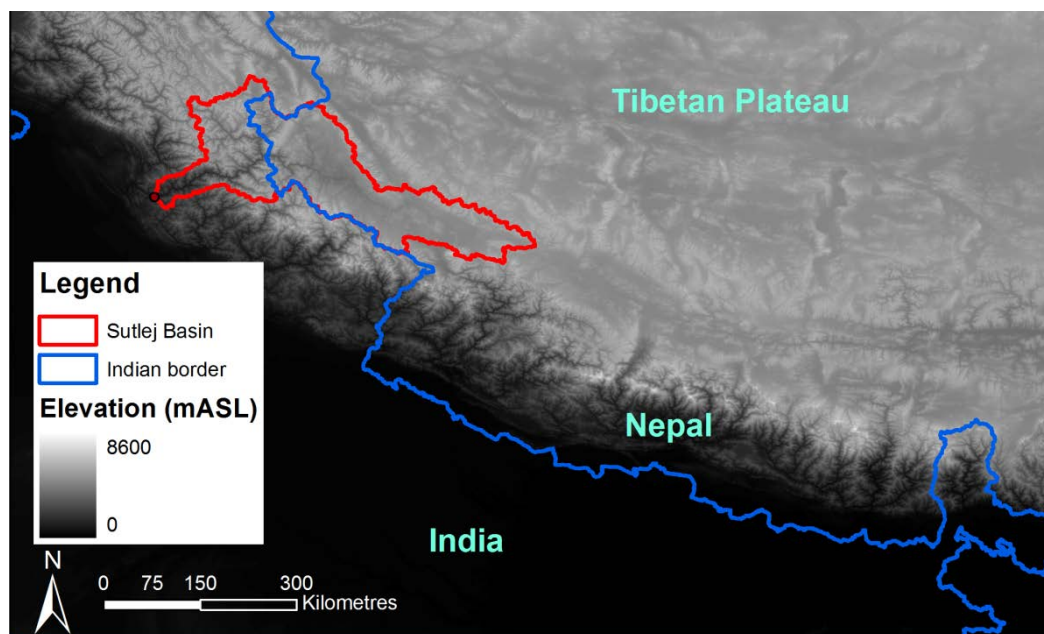 Tibetan Plateau
Legend
Sutlej Basin
Indian border
Elevation (mASL)
8600
0
Nepal
India
N
0 75 150 300
Kilometres